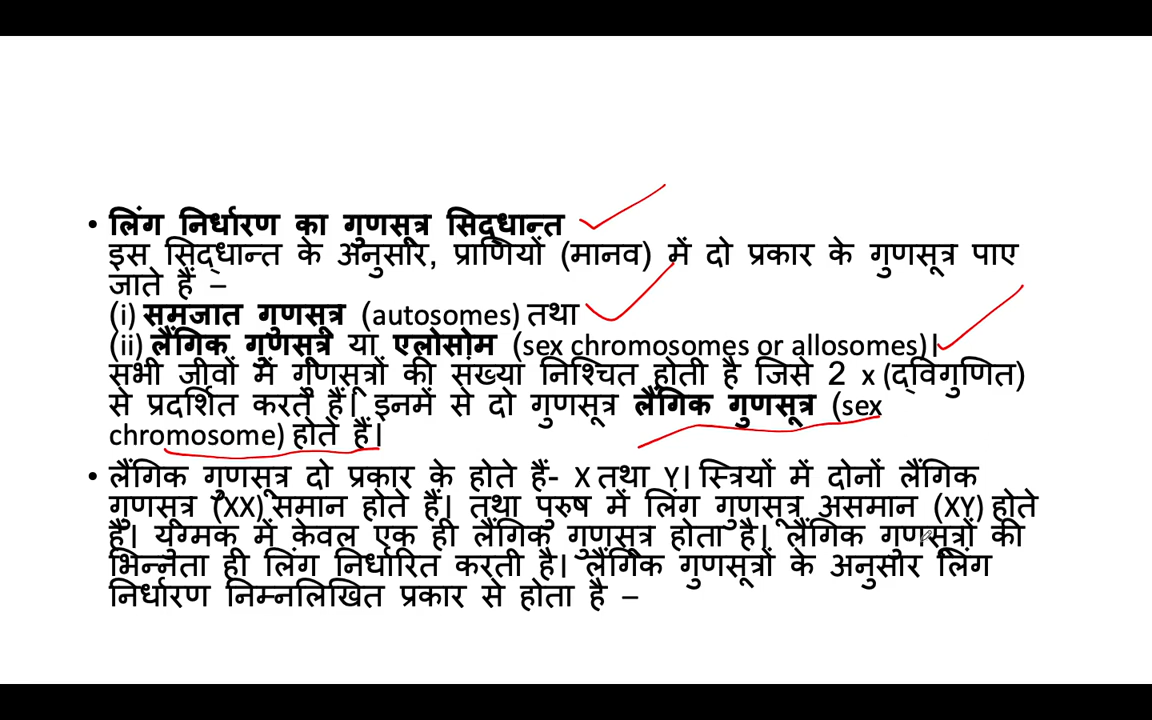 • लिंग निर्धारण का गुणसूत्र सिद्धान्त
इस सिद्धान्त के अनुसार, प्राणियों (मानव) में दो प्रकार के गुणसूत्र पाए
जाते हैं –
(i) समजात गुणसूत्र (autosomes) तथा
(ii) लैंगिक गुणसूत्र या एलोसोम (sex chromosomes or allosomes)।
सभी जीवों में गुणसूत्रों की संख्या निश्चित होती है जिसे 2 x (द्विगुणित)
से प्रदर्शित करते हैं। इनमें से दो गुणसूत्र लैंगिक गुणसूत्र (sex
chromosome) होते हैं।
• लैंगिक गुणसूत्र दो प्रकार के होते हैं- X तथा Y। स्त्रियों में दोनों लैंगिक
गुणसूत्र (XX) समान होते हैं। तथा पुरुष में लिंग गुणसूत्र असमान (XY) होते
है। युग्मक में केवल एक ही लैंगिक गुणसूत्र होता है। लैंगिक गुणसूत्रों की
भिन्नता ही लिंग निर्धारित करती है। लैंगिक गुणसूत्रों के अनुसार लिंग
निर्धारण निम्नलिखित प्रकार से होता है –